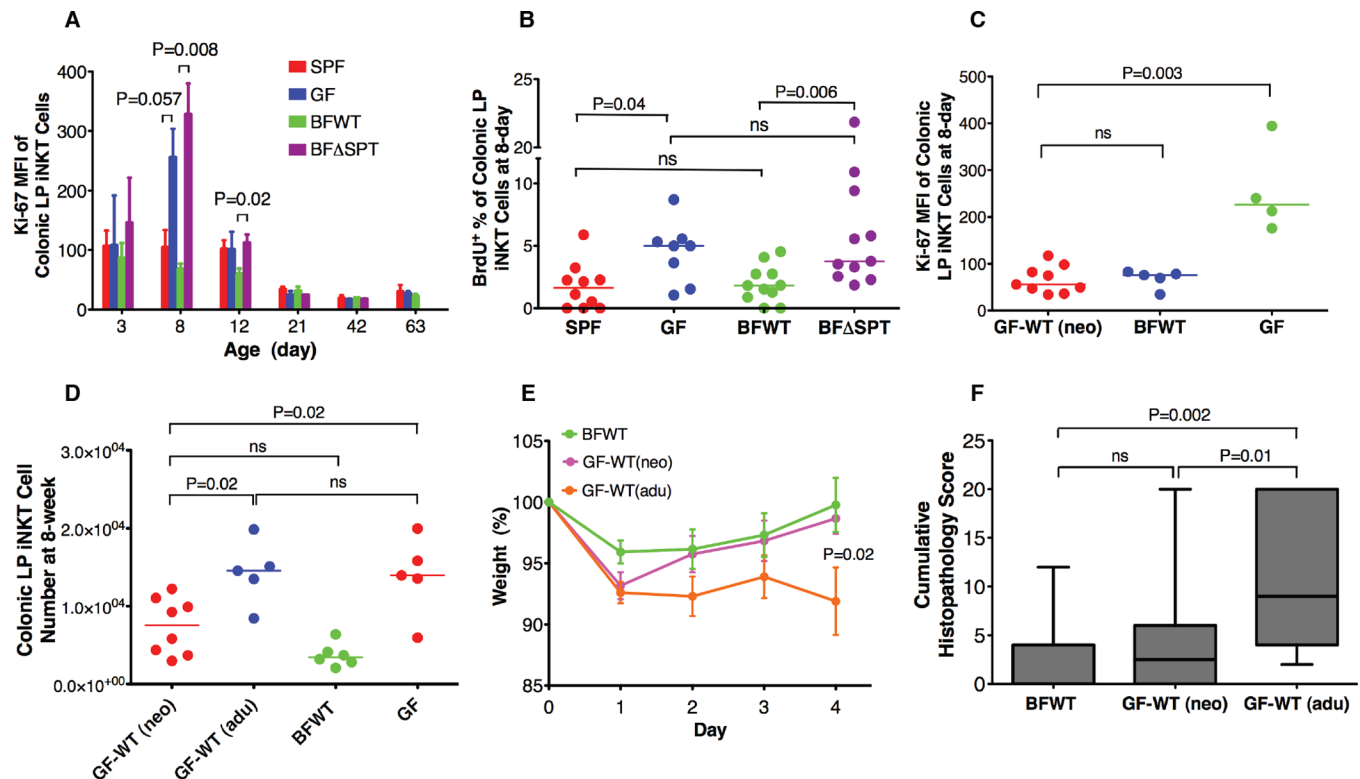 A
P=0.008
P=0.057
P=0.02
SPF
GF
BFWT
BFΔSPT
Ki-67 MFI of
Colonic LP iNKT Cells
400
300
200
100
0
3 8 12 21 42 63
Age (day)
B
P=0.04
P=0.006
ns
ns
BrdU⁺ % of Colonic LP
iNKT Cells at 8-day
25
20
10
5
0
SPF GF BFWT BFΔSPT
C
P=0.003
ns
Ki-67 MFI of Colonic
LP iNKT Cells at 8-day
500
400
300
200
100
0
GF-WT (neo) BFWT GF
D
P=0.02
ns
P=0.02 ns
Colonic LP iNKT Cell
Number at 8-week
3.0×10⁰⁴
2.0×10⁰⁴
1.0×10⁰⁴
0.0×10⁺⁰⁰
GF-WT (neo)
GF-WT (adu)
BFWT
GF
E
BFWT
GF-WT(neo)
GF-WT(adu)
P=0.02
Weight (%)
105
100
95
90
85
0 1 2 3 4
Day
F
P=0.002
ns P=0.01
Cumulative
Histopathology Score
25
20
15
10
5
0
BFWT GF-WT (neo) GF-WT (adu)